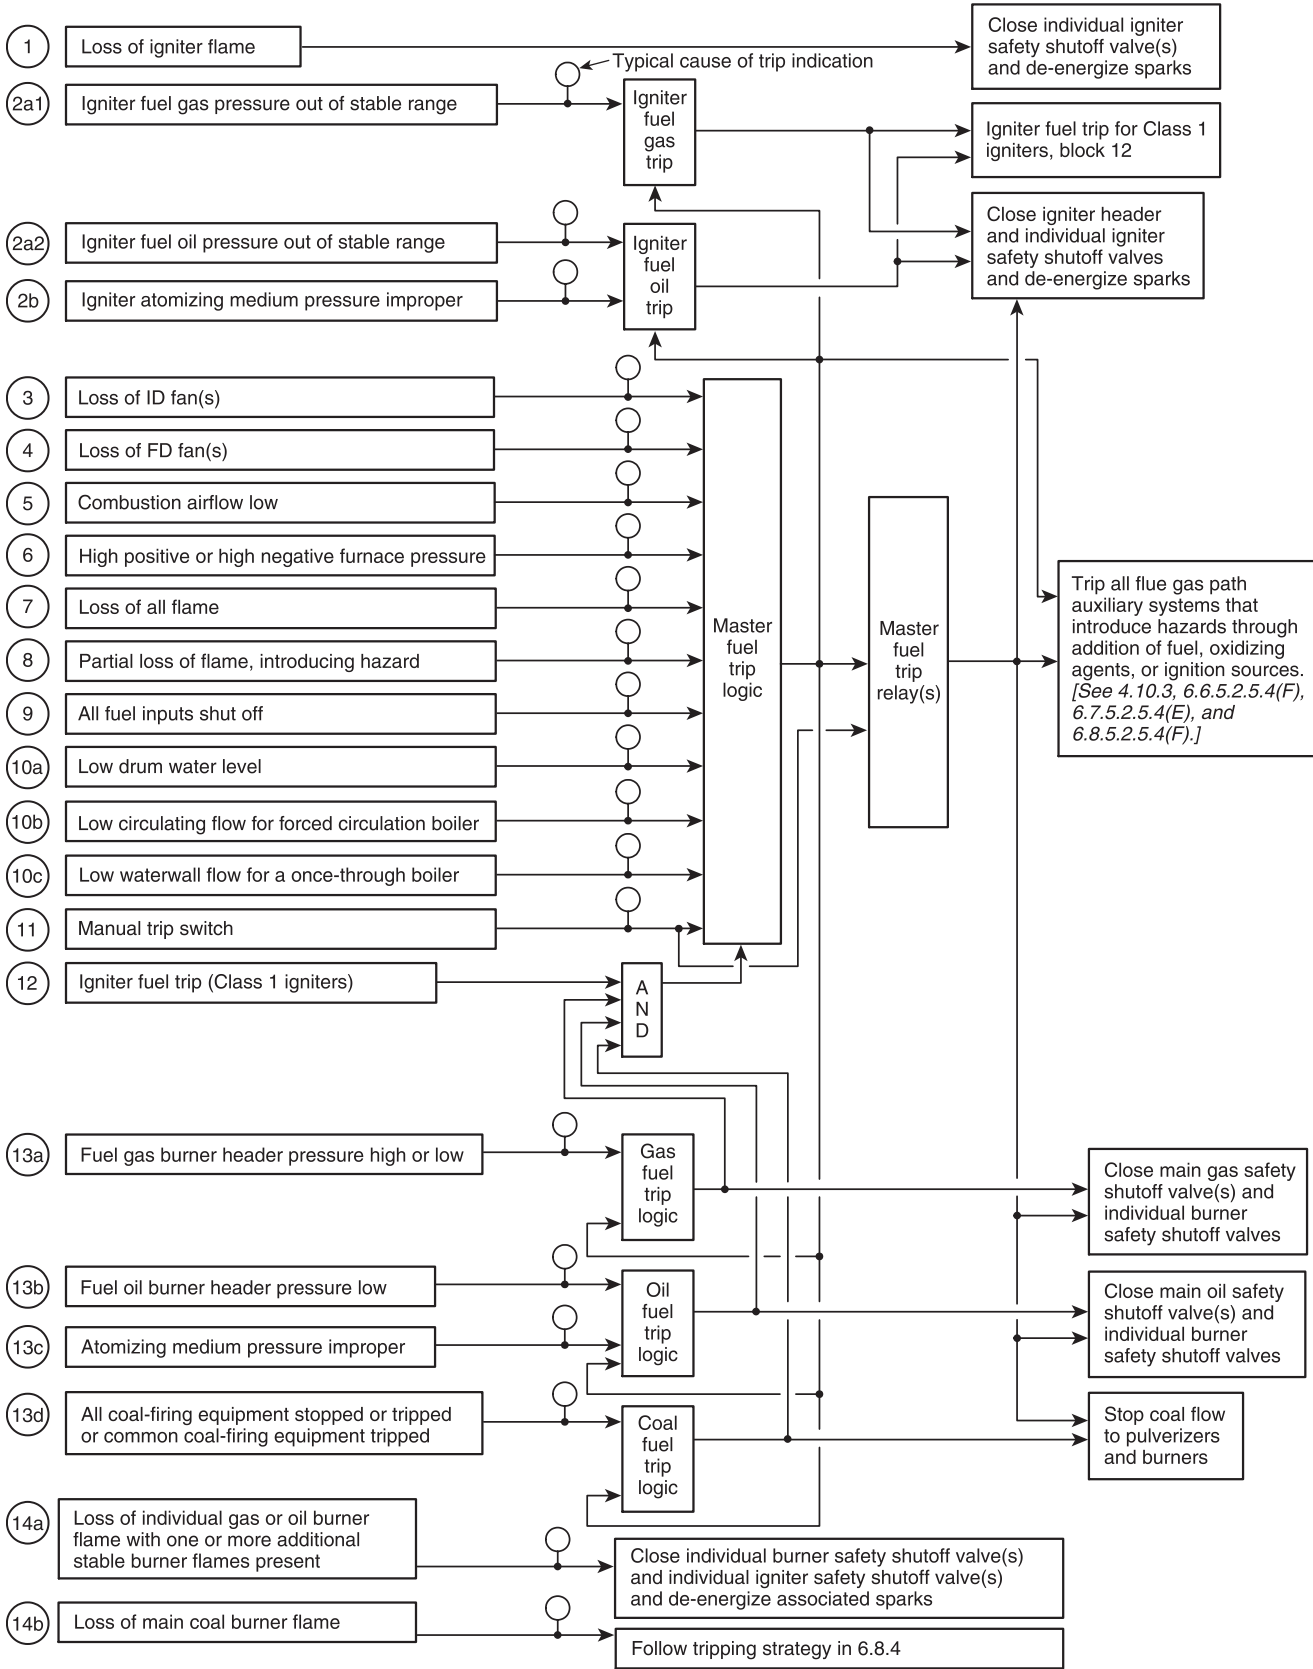 1
Loss of igniter flame
Close individual igniter
safety shutoff valve(s)
and de-energize sparks
Typical cause of trip indication
2a1
Igniter fuel gas pressure out of stable range
Igniter
fuel
gas
trip
Igniter fuel trip for Class 1
igniters, block 12
2a2
Igniter fuel oil pressure out of stable range
2b
Igniter atomizing medium pressure improper
Igniter
fuel
oil
trip
Close igniter header
and individual igniter
safety shutoff valves
and de-energize sparks
3
Loss of ID fan(s)
4
Loss of FD fan(s)
5
Combustion airflow low
6
High positive or high negative furnace pressure
7
Loss of all flame
8
Partial loss of flame, introducing hazard
9
All fuel inputs shut off
10a
Low drum water level
10b
Low circulating flow for forced circulation boiler
10c
Low waterwall flow for a once-through boiler
11
Manual trip switch
Master
fuel
trip
logic
Master
fuel
trip
relay(s)
Trip all flue gas path
auxiliary systems that
introduce hazards through
addition of fuel, oxidizing
agents, or ignition sources.
[See 4.10.3, 6.6.5.2.5.4(F),
6.7.5.2.5.4(E), and
6.8.5.2.5.4(F).]
12
Igniter fuel trip (Class 1 igniters)
A
N
D
13a
Fuel gas burner header pressure high or low
Gas
fuel
trip
logic
Close main gas safety
shutoff valve(s) and
individual burner
safety shutoff valves
13b
Fuel oil burner header pressure low
13c
Atomizing medium pressure improper
Oil
fuel
trip
logic
Close main oil safety
shutoff valve(s) and
individual burner
safety shutoff valves
13d
All coal-firing equipment stopped or tripped
or common coal-firing equipment tripped
Coal
fuel
trip
logic
Stop coal flow
to pulverizers
and burners
14a
Loss of individual gas or oil burner
flame with one or more additional
stable burner flames present
Close individual burner safety shutoff valve(s)
and individual igniter safety shutoff valve(s)
and de-energize associated sparks
14b
Loss of main coal burner flame
Follow tripping strategy in 6.8.4